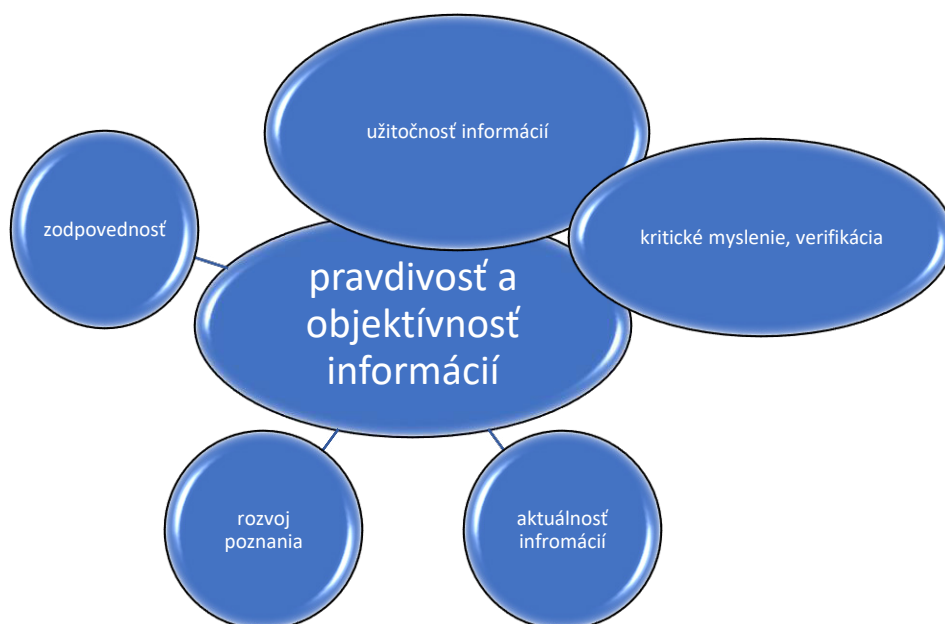 užitočnosť informácií
zodpovednosť
kritické myslenie, verifikácia
pravdivosť a
objektívnosť
informácií
rozvoj
poznania
aktuálnosť
infromácií